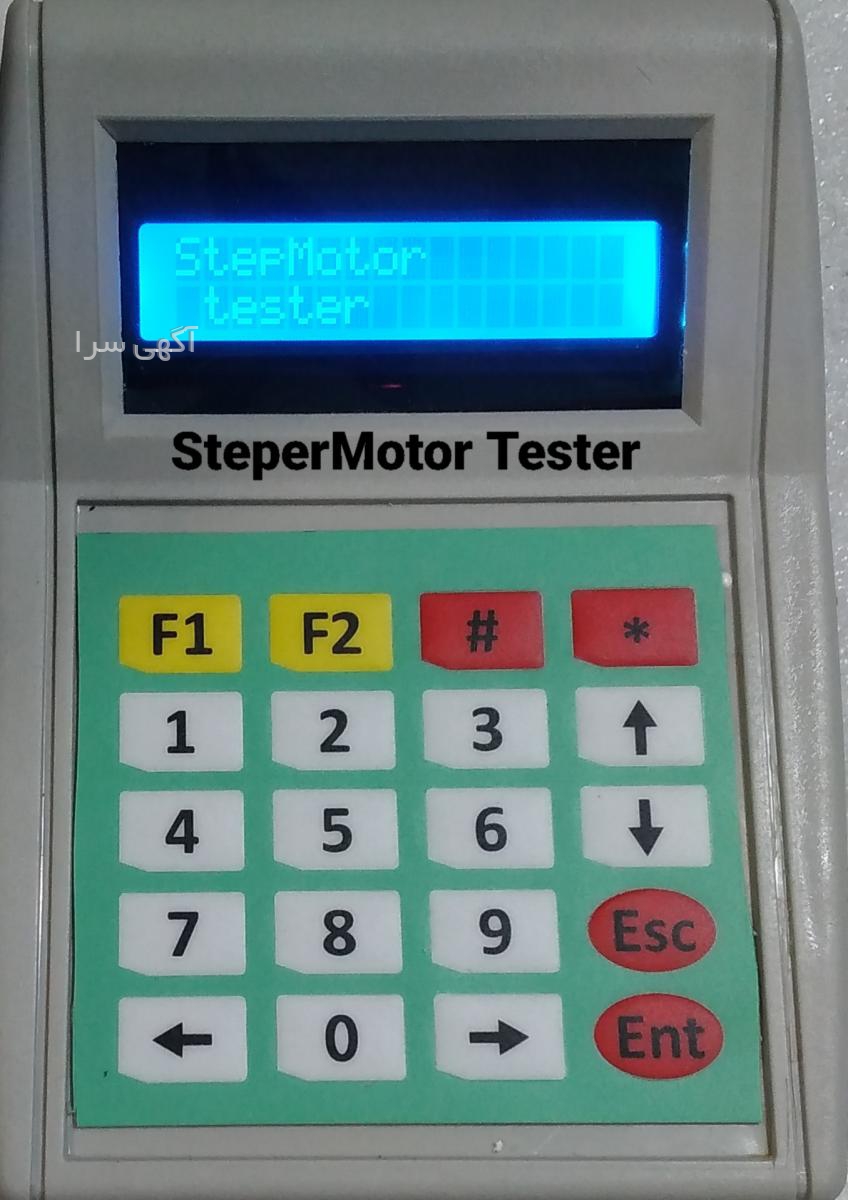 StepMotor
tester
آگهی سرا
SteperMotor Tester
F1 F2 # *
1 2 3 ↑
4 5 6 ↓
7 8 9 Esc
← 0 → Ent